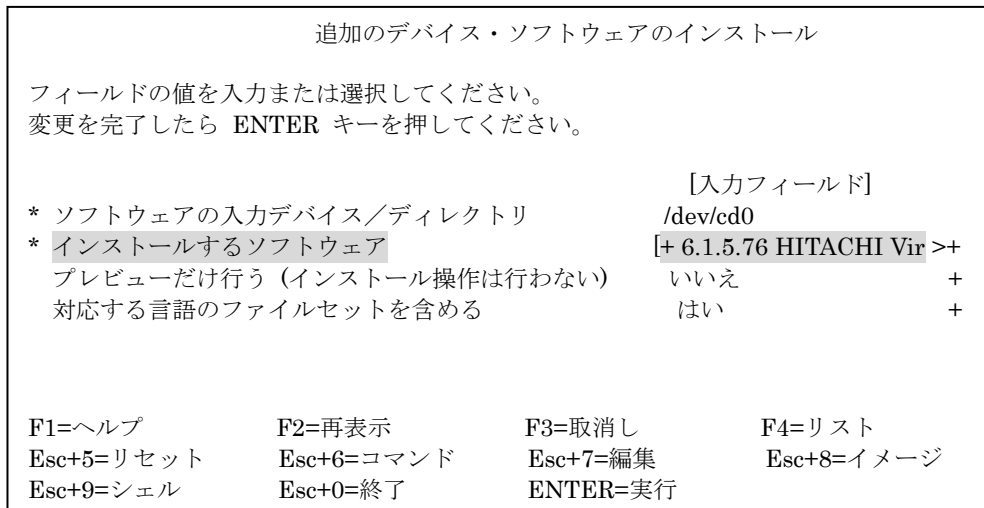 追加のデバイス・ソフトウェアのインストール
フィールドの値を入力または選択してください。
変更を完了したら ENTER キーを押してください。
[入力フィールド]
* ソフトウェアの入力デバイス／ディレクトリ /dev/cd0
* インストールするソフトウェア [+ 6.1.5.76 HITACHI Vir >+
プレビューだけ行う (インストール操作は行わない) いいえ +
対応する言語のファイルセットを含める はい +
F1=ヘルプ F2=再表示 F3=取消し F4=リスト
Esc+5=リセット Esc+6=コマンド Esc+7=編集 Esc+8=イメージ
Esc+9=シェル Esc+0=終了 ENTER=実行